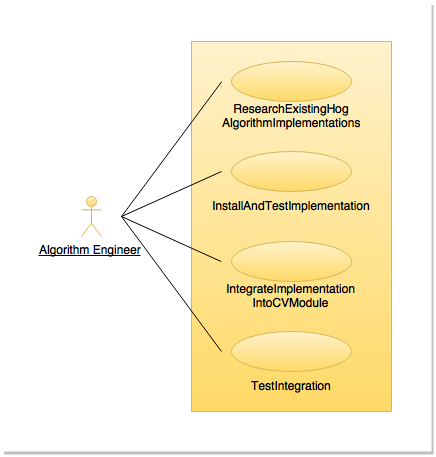 ResearchExistingHog
AlgorithmImplementations
InstallAndTestImplementation
Algorithm Engineer
IntegrateImplementation
IntoCVModule
TestIntegration